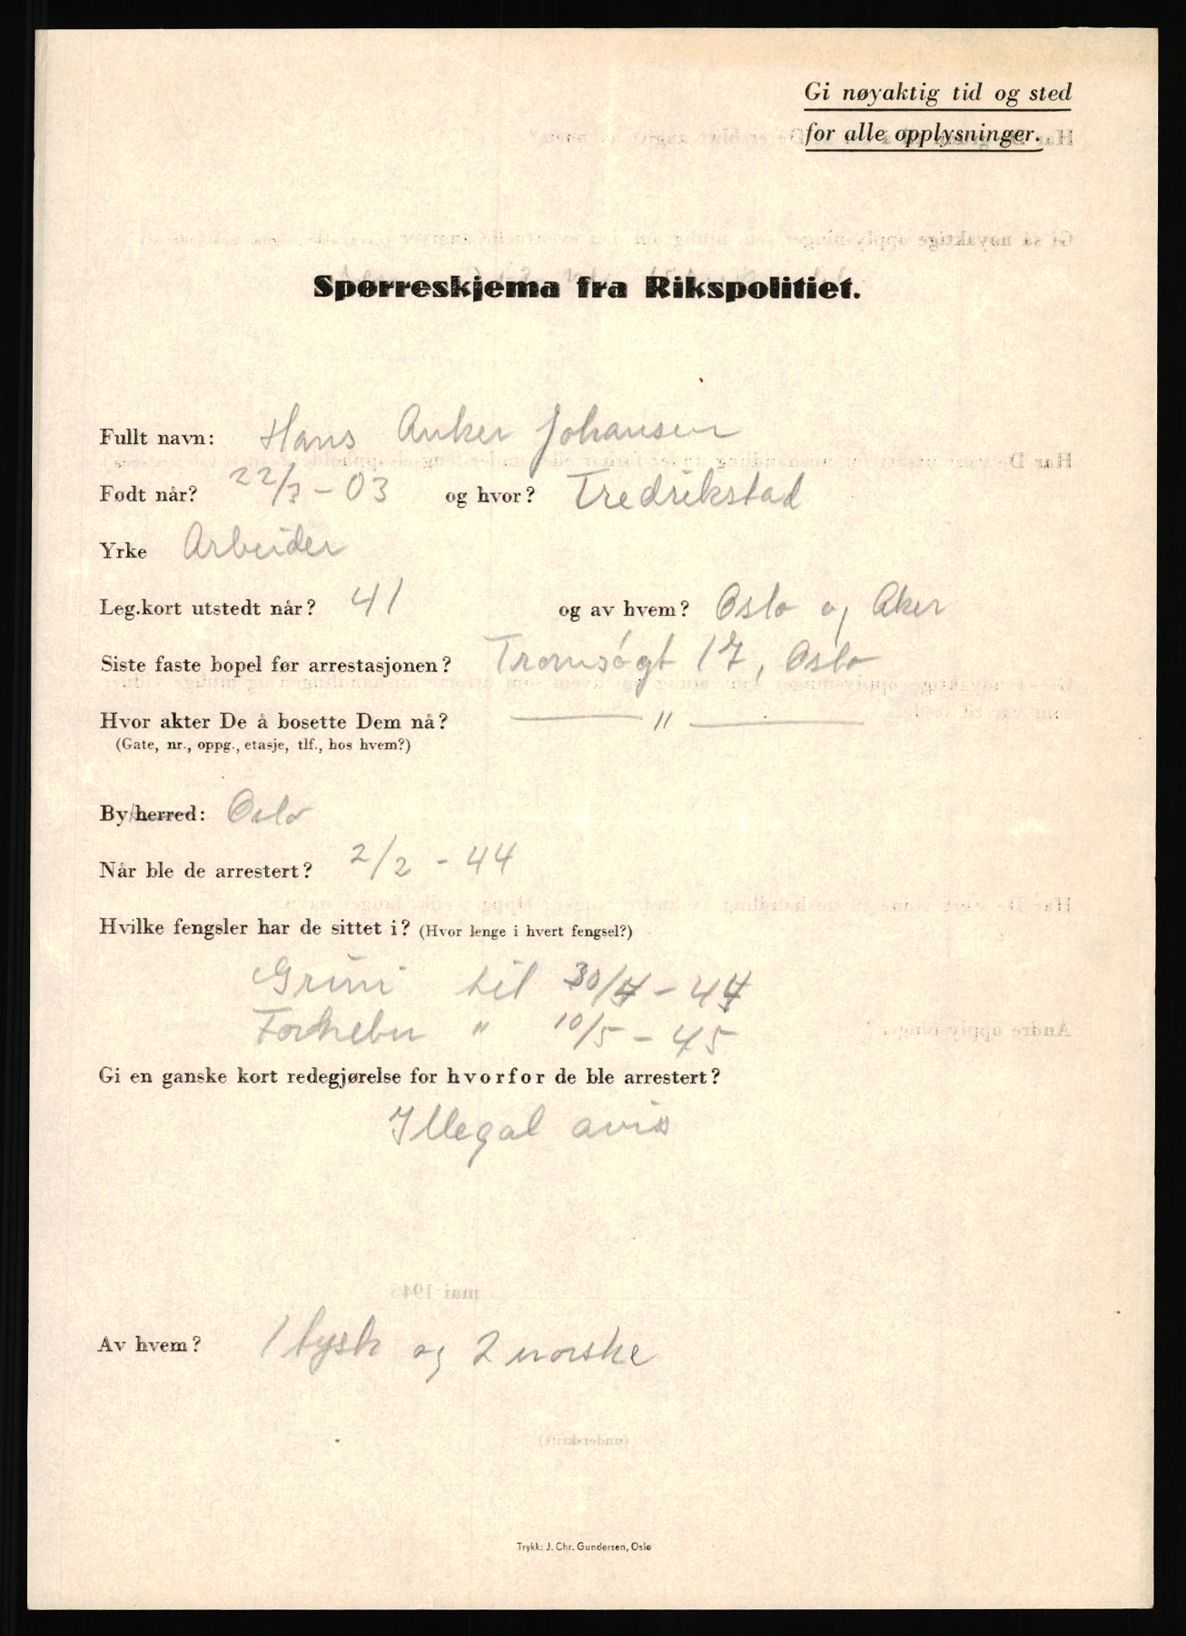 Gi nøyaktig tid og sted
for alle opplysninger.
Spørreskjema fra Rikspolitiet.
Fullt navn: Hans Anker Johansen
Født når? 22/7-03 og hvor? Fredrikstad
Yrke Arbeider
Leg.kort utstedt når? 41 og av hvem? Oslo og Aker
Siste faste bopel før arrestasjonen? Tromsøgt 17, Oslo
Hvor akter De å bosette Dem nå? — " —
(Gate, nr., oppg., etasje, tlf., hos hvem?)
By/herred: Oslo
Når ble de arrestert? 2/2 - 44
Hvilke fengsler har de sittet i? (Hvor lenge i hvert fengsel?)
Grini til 30/4 - 44
Fornebu " 10/5 - 45
Gi en ganske kort redegjørelse for hvorfor de ble arrestert?
Illegal avis
Av hvem? 1 tysk og 2 norske
Trykk: J. Chr. Gundersen, Oslo